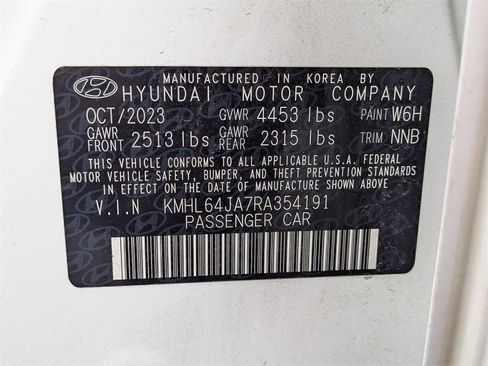 MANUFACTURED IN KOREA BY
HYUNDAI MOTOR COMPANY
OCT/2023 GVWR 4453 lbs PAINT W6H
GAWR FRONT 2513 lbs GAWR REAR 2315 lbs TRIM NNB
THIS VEHICLE CONFORMS TO ALL APPLICABLE U.S.A. FEDERAL
MOTOR VEHICLE SAFETY, BUMPER, AND THEFT PREVENTION STANDARDS
IN EFFECT ON THE DATE OF MANUFACTURE SHOWN ABOVE.
V.I.N KMHL64JA7RA354191
PASSENGER CAR